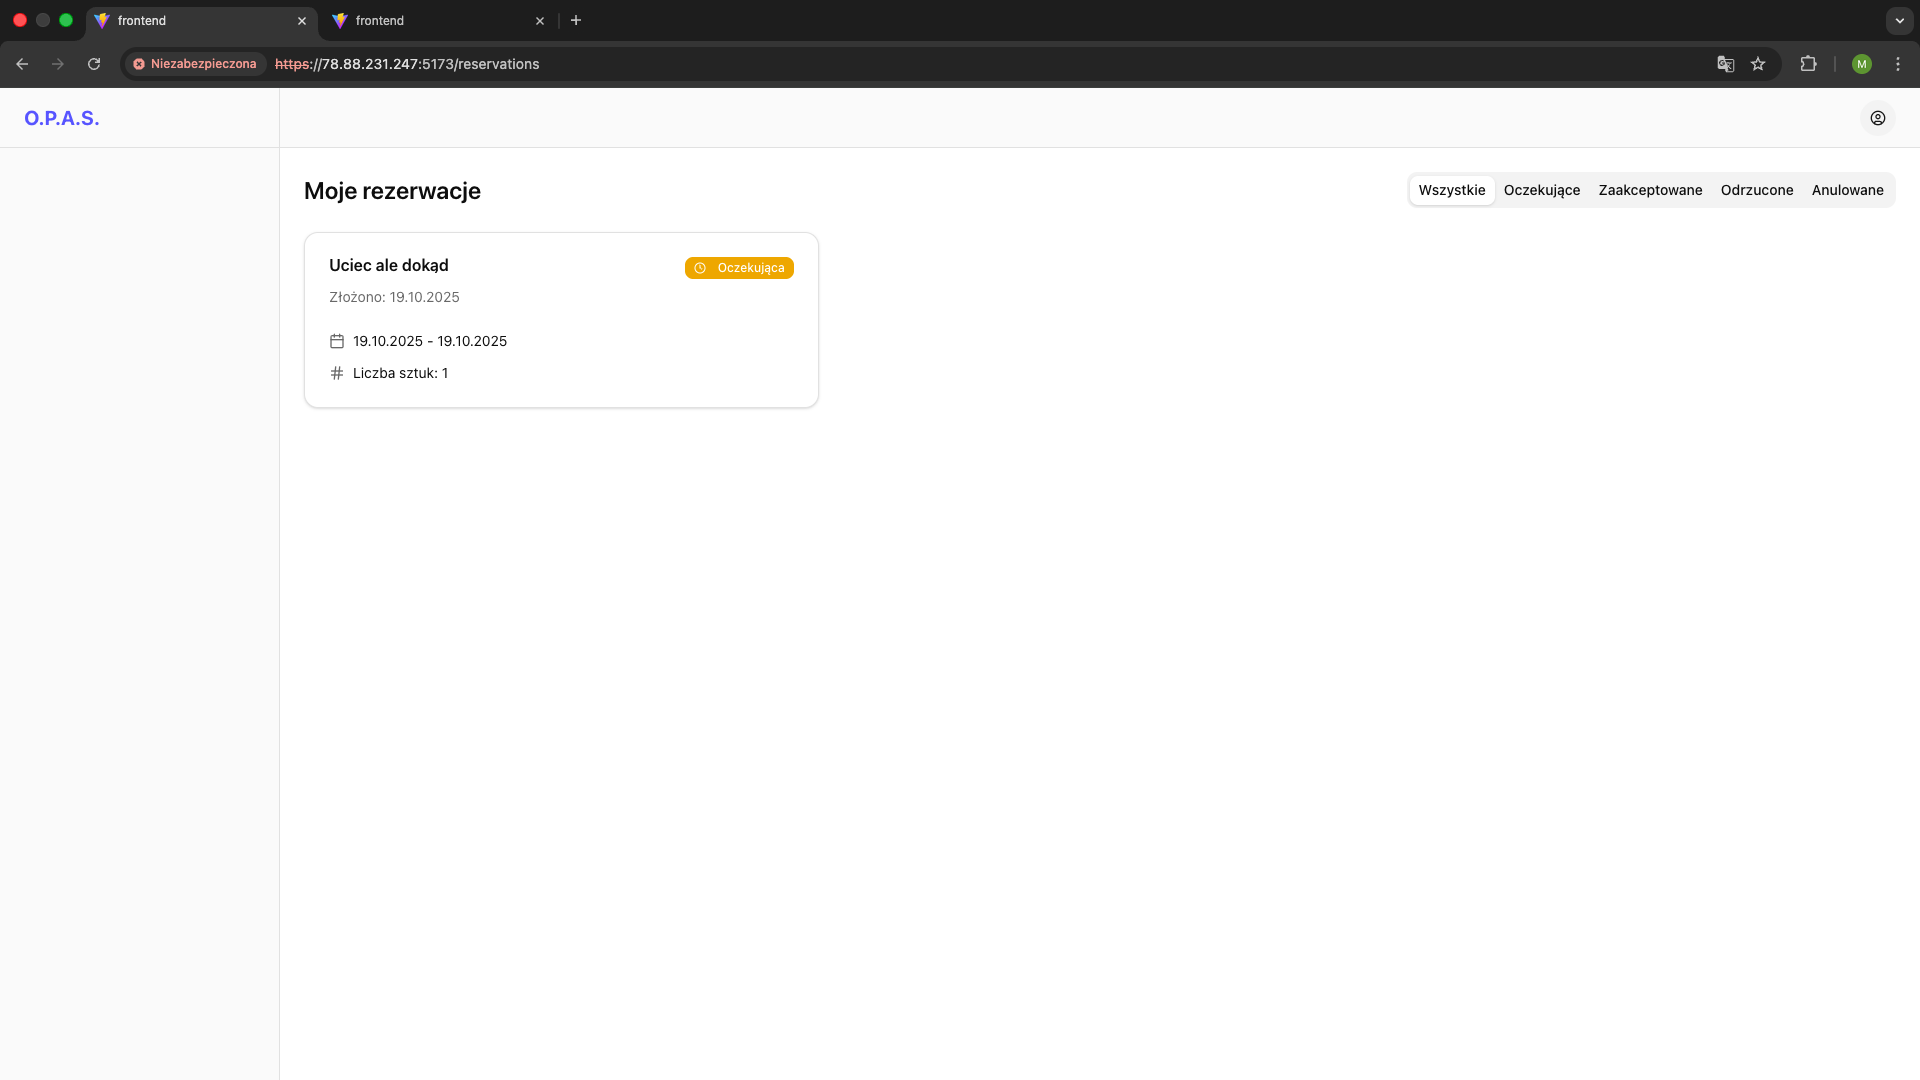 frontend
frontend
Niezabezpieczona
https://78.88.231.247:5173/reservations
M
O.P.A.S.
Moje rezerwacje
Wszystkie Oczekujące Zaakceptowane Odrzucone Anulowane
Uciec ale dokąd
Oczekująca
Złożono: 19.10.2025
19.10.2025 - 19.10.2025
Liczba sztuk: 1